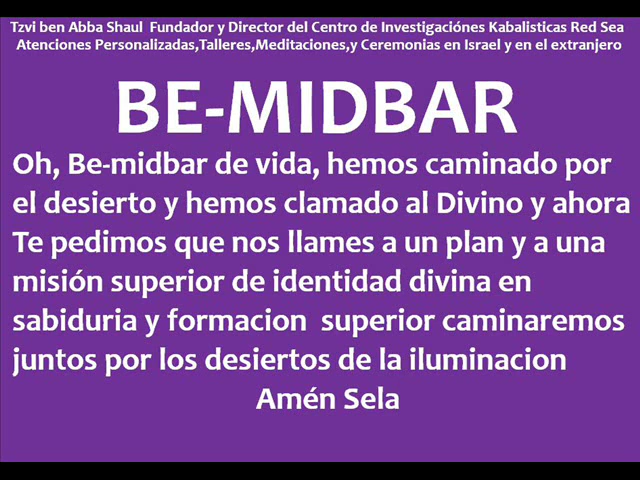 Tzvi ben Abba Shaul  Fundador y Director del Centro de Investigaciónes Kabalisticas Red Sea
Atenciones Personalizadas,Talleres,Meditaciones,y Ceremonias en Israel y en el extranjero
BE-MIDBAR
Oh, Be-midbar de vida, hemos caminado por
el desierto y hemos clamado al Divino y ahora
Te pedimos que nos llames a un plan y a una
misión superior de identidad divina en
sabiduria y formacion  superior caminaremos
juntos por los desiertos de la iluminacion
Amén Sela